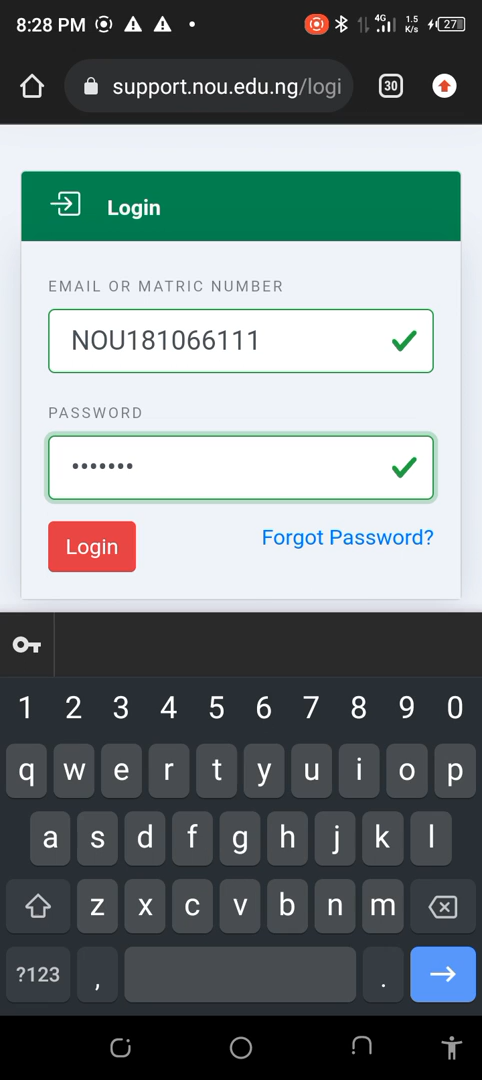 8:28 PM 4G 1.5 K/s 27
support.nou.edu.ng/logi 30
Login
EMAIL OR MATRIC NUMBER
NOU181066111
PASSWORD
•••••••
Login Forgot Password?
1 2 3 4 5 6 7 8 9 0
q w e r t y u i o p
a s d f g h j k l
z x c v b n m
?123 , .